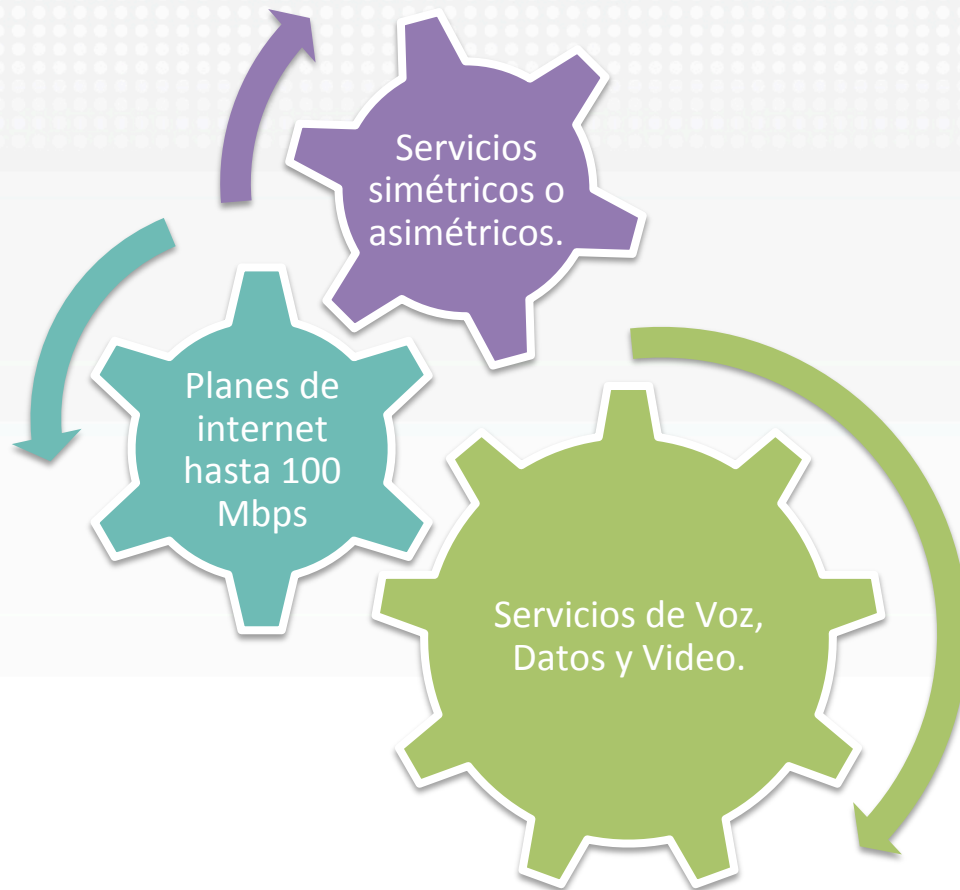 Servicios
simétricos o
asimétricos.
Planes de
internet
hasta 100
Mbps
Servicios de Voz,
Datos y Video.